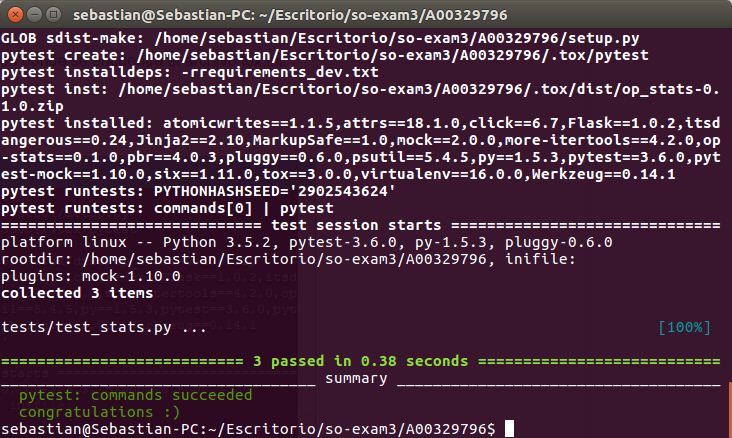 sebastian@Sebastian-PC: ~/Escritorio/so-exam3/A00329796
GLOB sdist-make: /home/sebastian/Escritorio/so-exam3/A00329796/setup.py
pytest create: /home/sebastian/Escritorio/so-exam3/A00329796/.tox/pytest
pytest installdeps: -rrequirements_dev.txt
pytest inst: /home/sebastian/Escritorio/so-exam3/A00329796/.tox/dist/op_stats-0.
1.0.zip
pytest installed: atomicwrites==1.1.5,attrs==18.1.0,click==6.7,Flask==1.0.2,itsd
angerous==0.24,Jinja2==2.10,MarkupSafe==1.0,mock==2.0.0,more-itertools==4.2.0,op
-stats==0.1.0,pbr==4.0.3,pluggy==0.6.0,psutil==5.4.5,py==1.5.3,pytest==3.6.0,pyt
est-mock==1.10.0,six==1.11.0,tox==3.0.0,virtualenv==16.0.0,Werkzeug==0.14.1
pytest runtests: PYTHONHASHSEED='2902543624'
pytest runtests: commands[0] | pytest
============================= test session starts ==============================
platform linux -- Python 3.5.2, pytest-3.6.0, py-1.5.3, pluggy-0.6.0
rootdir: /home/sebastian/Escritorio/so-exam3/A00329796, inifile:
plugins: mock-1.10.0
collected 3 items
tests/test_stats.py ... [100%]
=========================== 3 passed in 0.38 seconds ===========================
___________________________________ summary ____________________________________
pytest: commands succeeded
congratulations :)
sebastian@Sebastian-PC:~/Escritorio/so-exam3/A00329796$